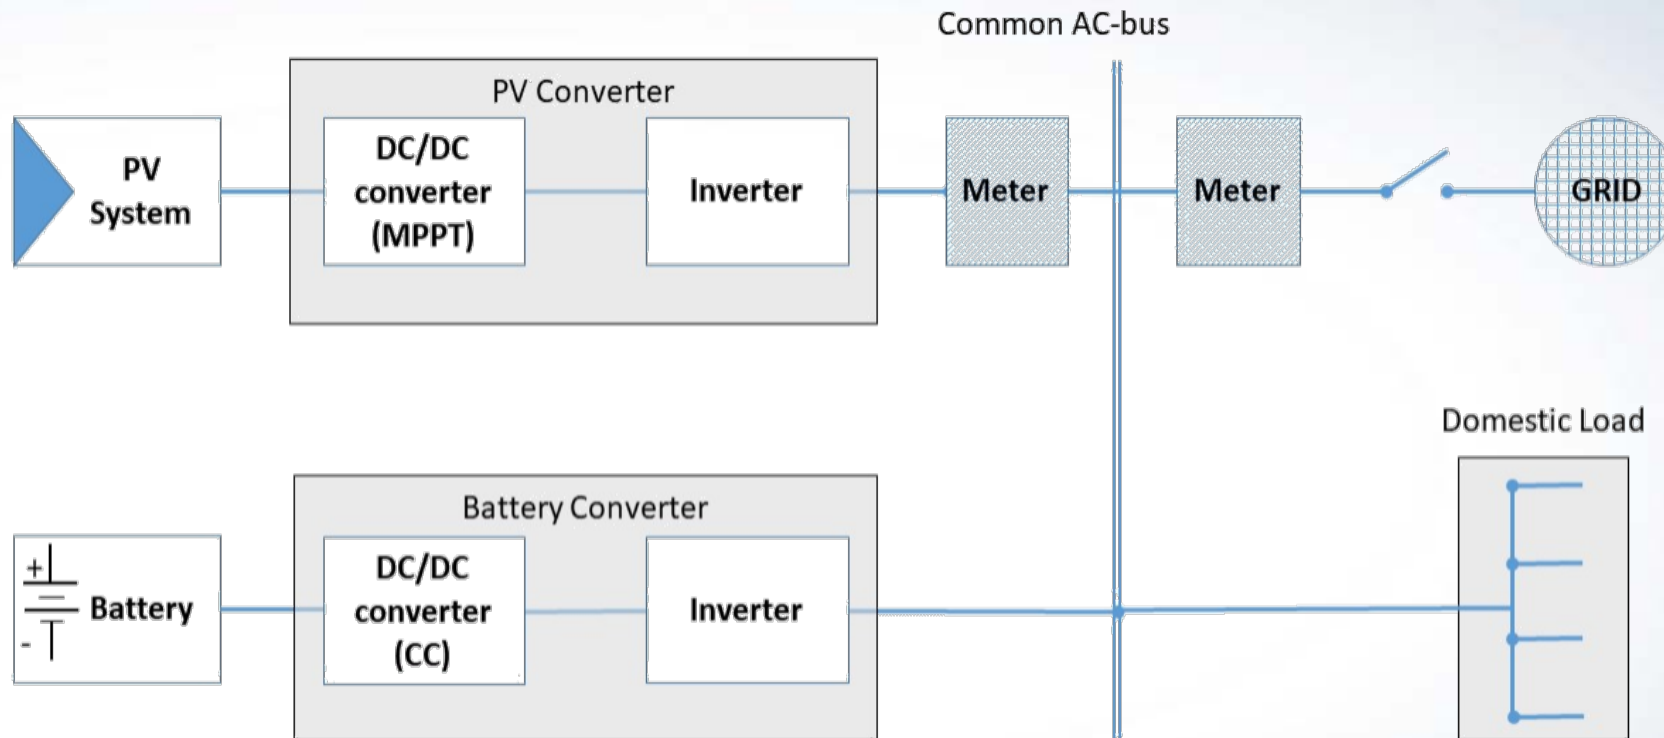 Common AC-bus
PV Converter
PV
System
DC/DC
converter
(MPPT)
Inverter
Meter
Meter
GRID
Domestic Load
Battery Converter
+
-
Battery
DC/DC
converter
(CC)
Inverter